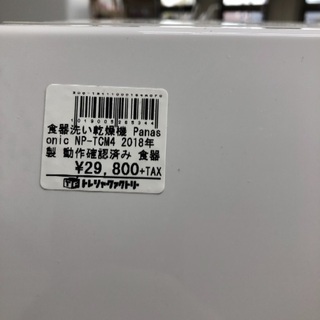 食器洗い乾燥機 Panas
onic NP-TCM4 2018年
製 動作確認済み 食器
¥29,800+TAX
トレジャーファクトリー